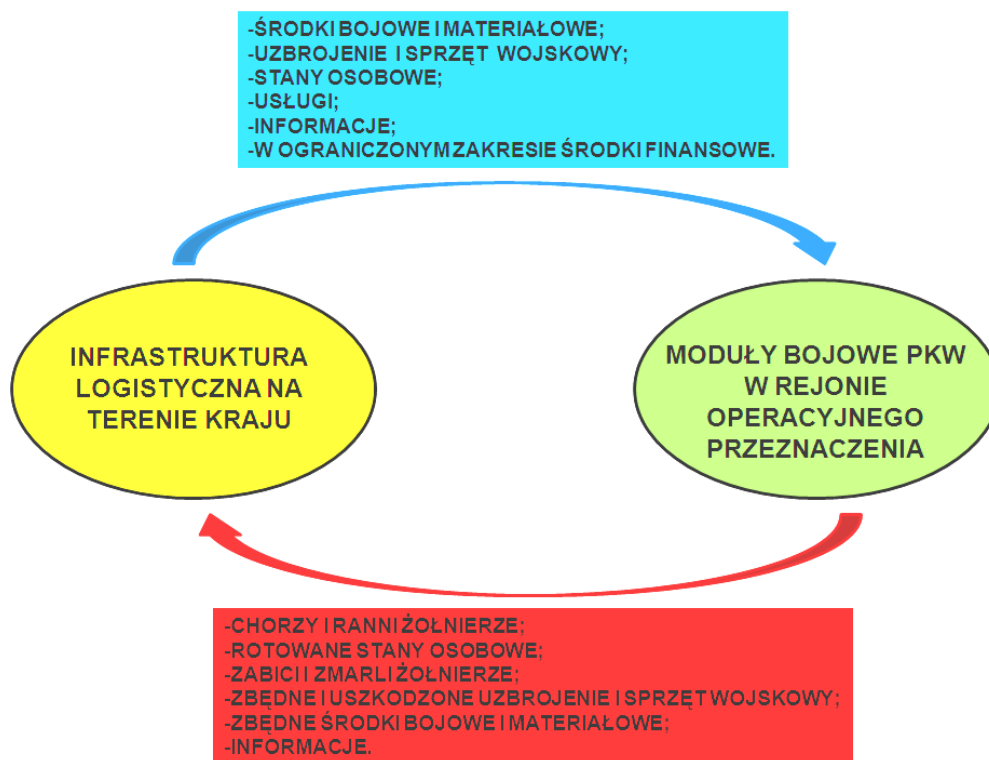 -ŚRODKI BOJOWE I MATERIAŁOWE;
-UZBROJENIE I SPRZĘT WOJSKOWY;
-STANY OSOBOWE;
-USŁUGI;
-INFORMACJE;
-W OGRANICZONYM ZAKRESIE ŚRODKI FINANSOWE.
INFRASTRUKTURA
LOGISTYCZNA NA
TERENIE KRAJU
MODUŁY BOJOWE PKW
W REJONIE
OPERACYJNEGO
PRZEZNACZENIA
-CHORZY I RANNI ŻOŁNIERZE;
-ROTOWANE STANY OSOBOWE;
-ZABICI I ZMARLI ŻOŁNIERZE;
-ZBĘDNE I USZKODZONE UZBROJENIE I SPRZĘT WOJSKOWY;
-ZBĘDNE ŚRODKI BOJOWE I MATERIAŁOWE;
-INFORMACJE.